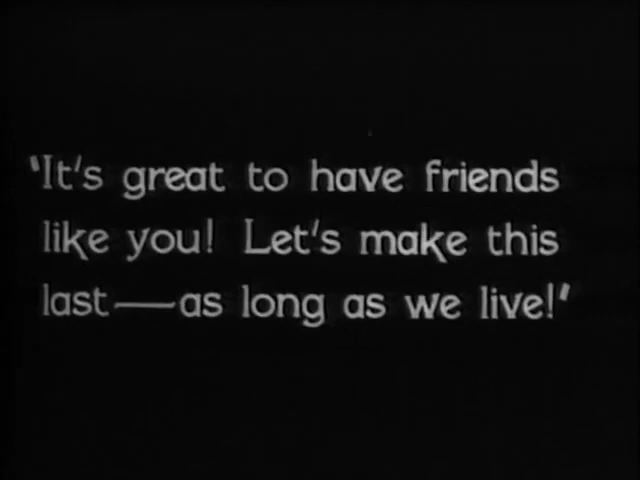 'It's great to have friends
like you! Let's make this
last—as long as we live!'